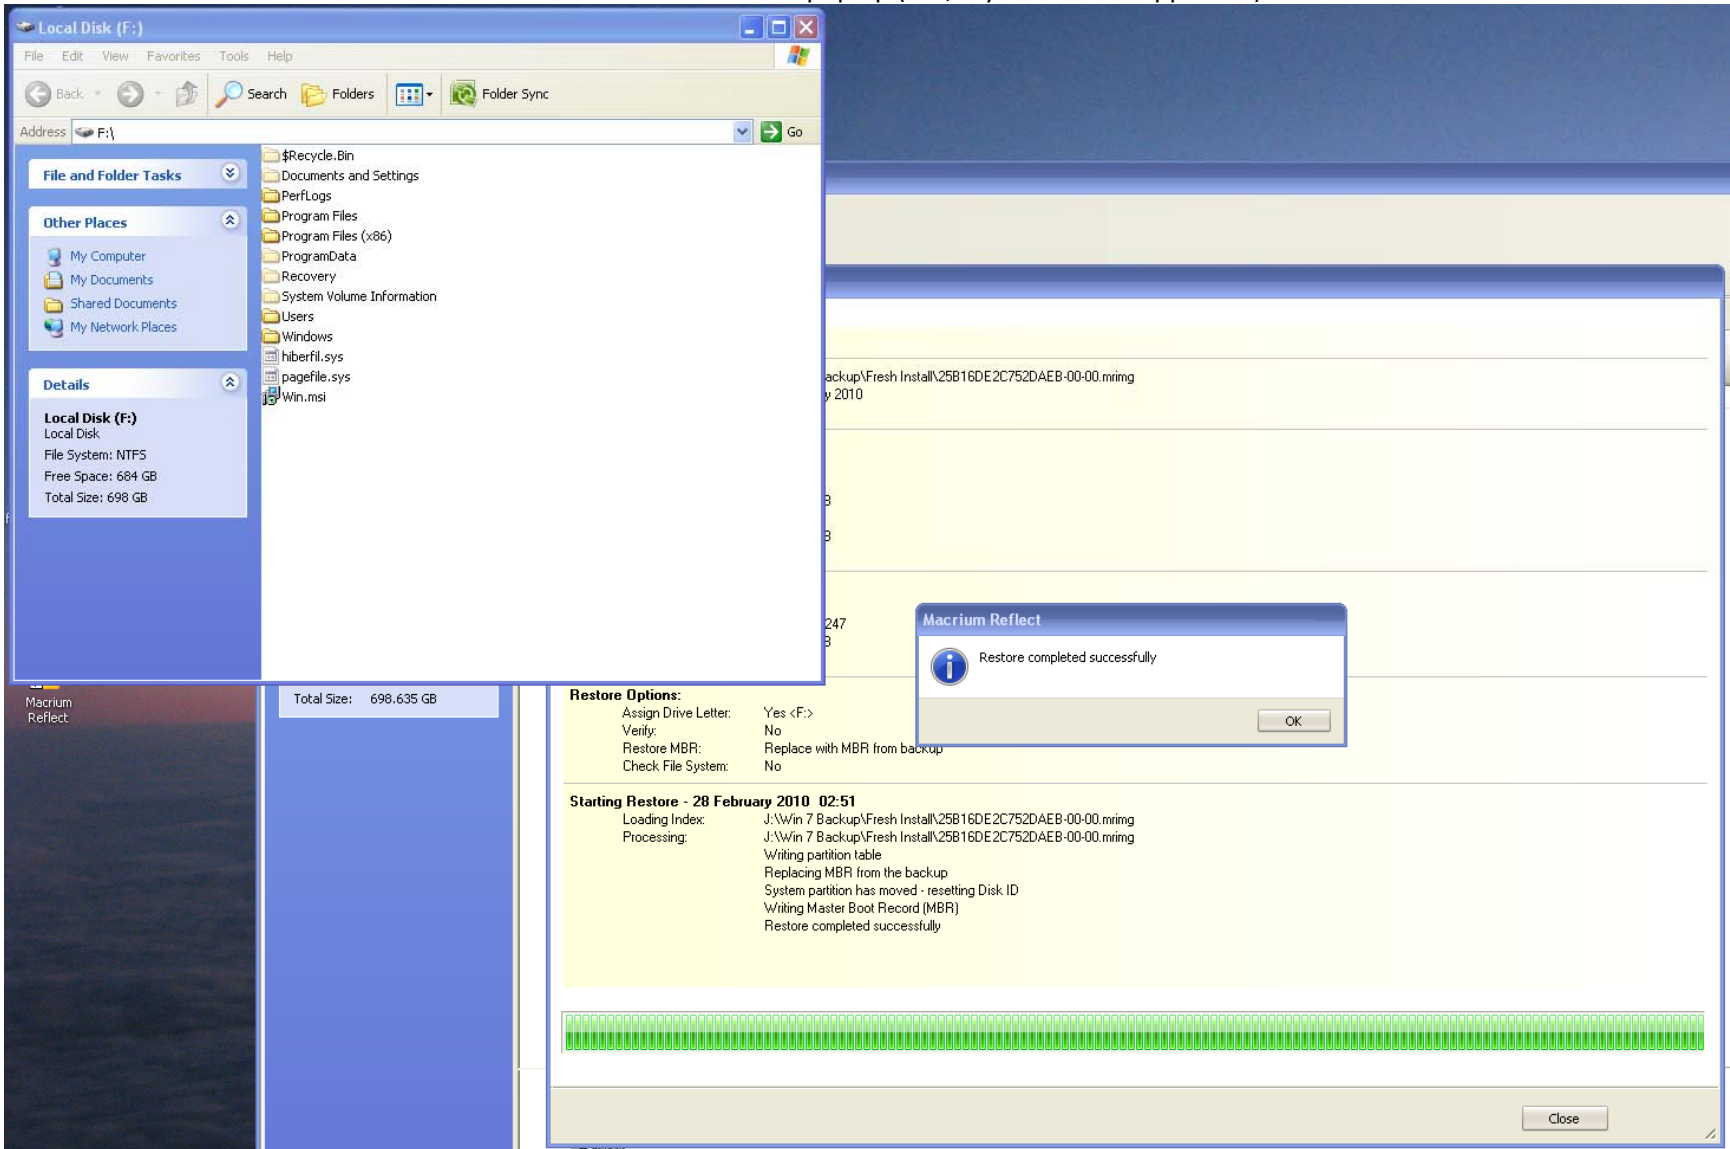 Local Disk (F:)
File Edit View Favorites Tools Help
Back Search Folders Folder Sync
Address F:\ Go
File and Folder Tasks
Other Places
My Computer
My Documents
Shared Documents
My Network Places
Details
Local Disk (F:)
Local Disk
File System: NTFS
Free Space: 684 GB
Total Size: 698 GB
$Recycle.Bin
Documents and Settings
PerfLogs
Program Files
Program Files (x86)
ProgramData
Recovery
System Volume Information
Users
Windows
hiberfil.sys
pagefile.sys
Win.msi
ackup\Fresh Install\25B16DE2C752DAEB-00-00.mrimg
y 2010
B
B
247
B
Macrium Reflect
Restore completed successfully
OK
Macrium
Reflect
Total Size: 698.635 GB
Restore Options:
Assign Drive Letter: Yes <F:>
Verify: No
Restore MBR: Replace with MBR from backup
Check File System: No
Starting Restore - 28 February 2010 02:51
Loading Index: J:\Win 7 Backup\Fresh Install\25B16DE2C752DAEB-00-00.mrimg
Processing: J:\Win 7 Backup\Fresh Install\25B16DE2C752DAEB-00-00.mrimg
Writing partition table
Replacing MBR from the backup
System partition has moved - resetting Disk ID
Writing Master Boot Record (MBR)
Restore completed successfully
Close